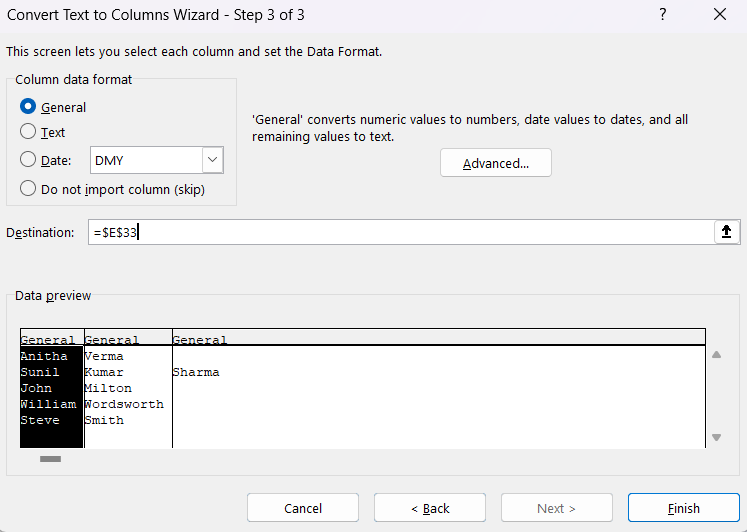 Convert Text to Columns Wizard - Step 3 of 3 ?
This screen lets you select each column and set the Data Format.
Column data format
General
Text
Date: DMY
Do not import column (skip)
'General' converts numeric values to numbers, date values to dates, and all
remaining values to text.
Advanced...
Destination: =$E$33
Data preview
General General General
Anitha Verma
Sunil Kumar Sharma
John Milton
William Wordsworth
Steve Smith
Cancel < Back Next > Finish